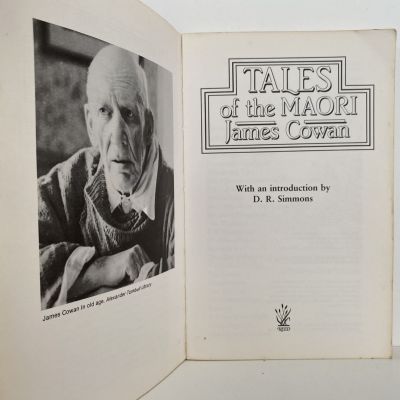 James Cowan in old age, Alexander Turnbull Library
TALES
of the MAORI
James Cowan
With an introduction by
D. R. Simmons
REED